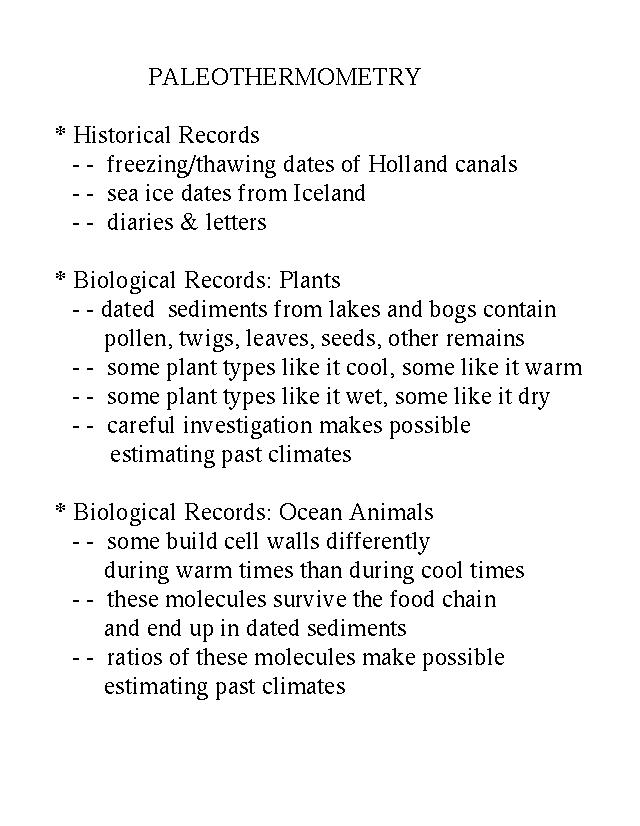 PALEOTHERMOMETRY
* Historical Records
- - freezing/thawing dates of Holland canals
- - sea ice dates from Iceland
- - diaries & letters
* Biological Records: Plants
- - dated sediments from lakes and bogs contain
pollen, twigs, leaves, seeds, other remains
- - some plant types like it cool, some like it warm
- - some plant types like it wet, some like it dry
- - careful investigation makes possible
estimating past climates
* Biological Records: Ocean Animals
- - some build cell walls differently
during warm times than during cool times
- - these molecules survive the food chain
and end up in dated sediments
- - ratios of these molecules make possible
estimating past climates